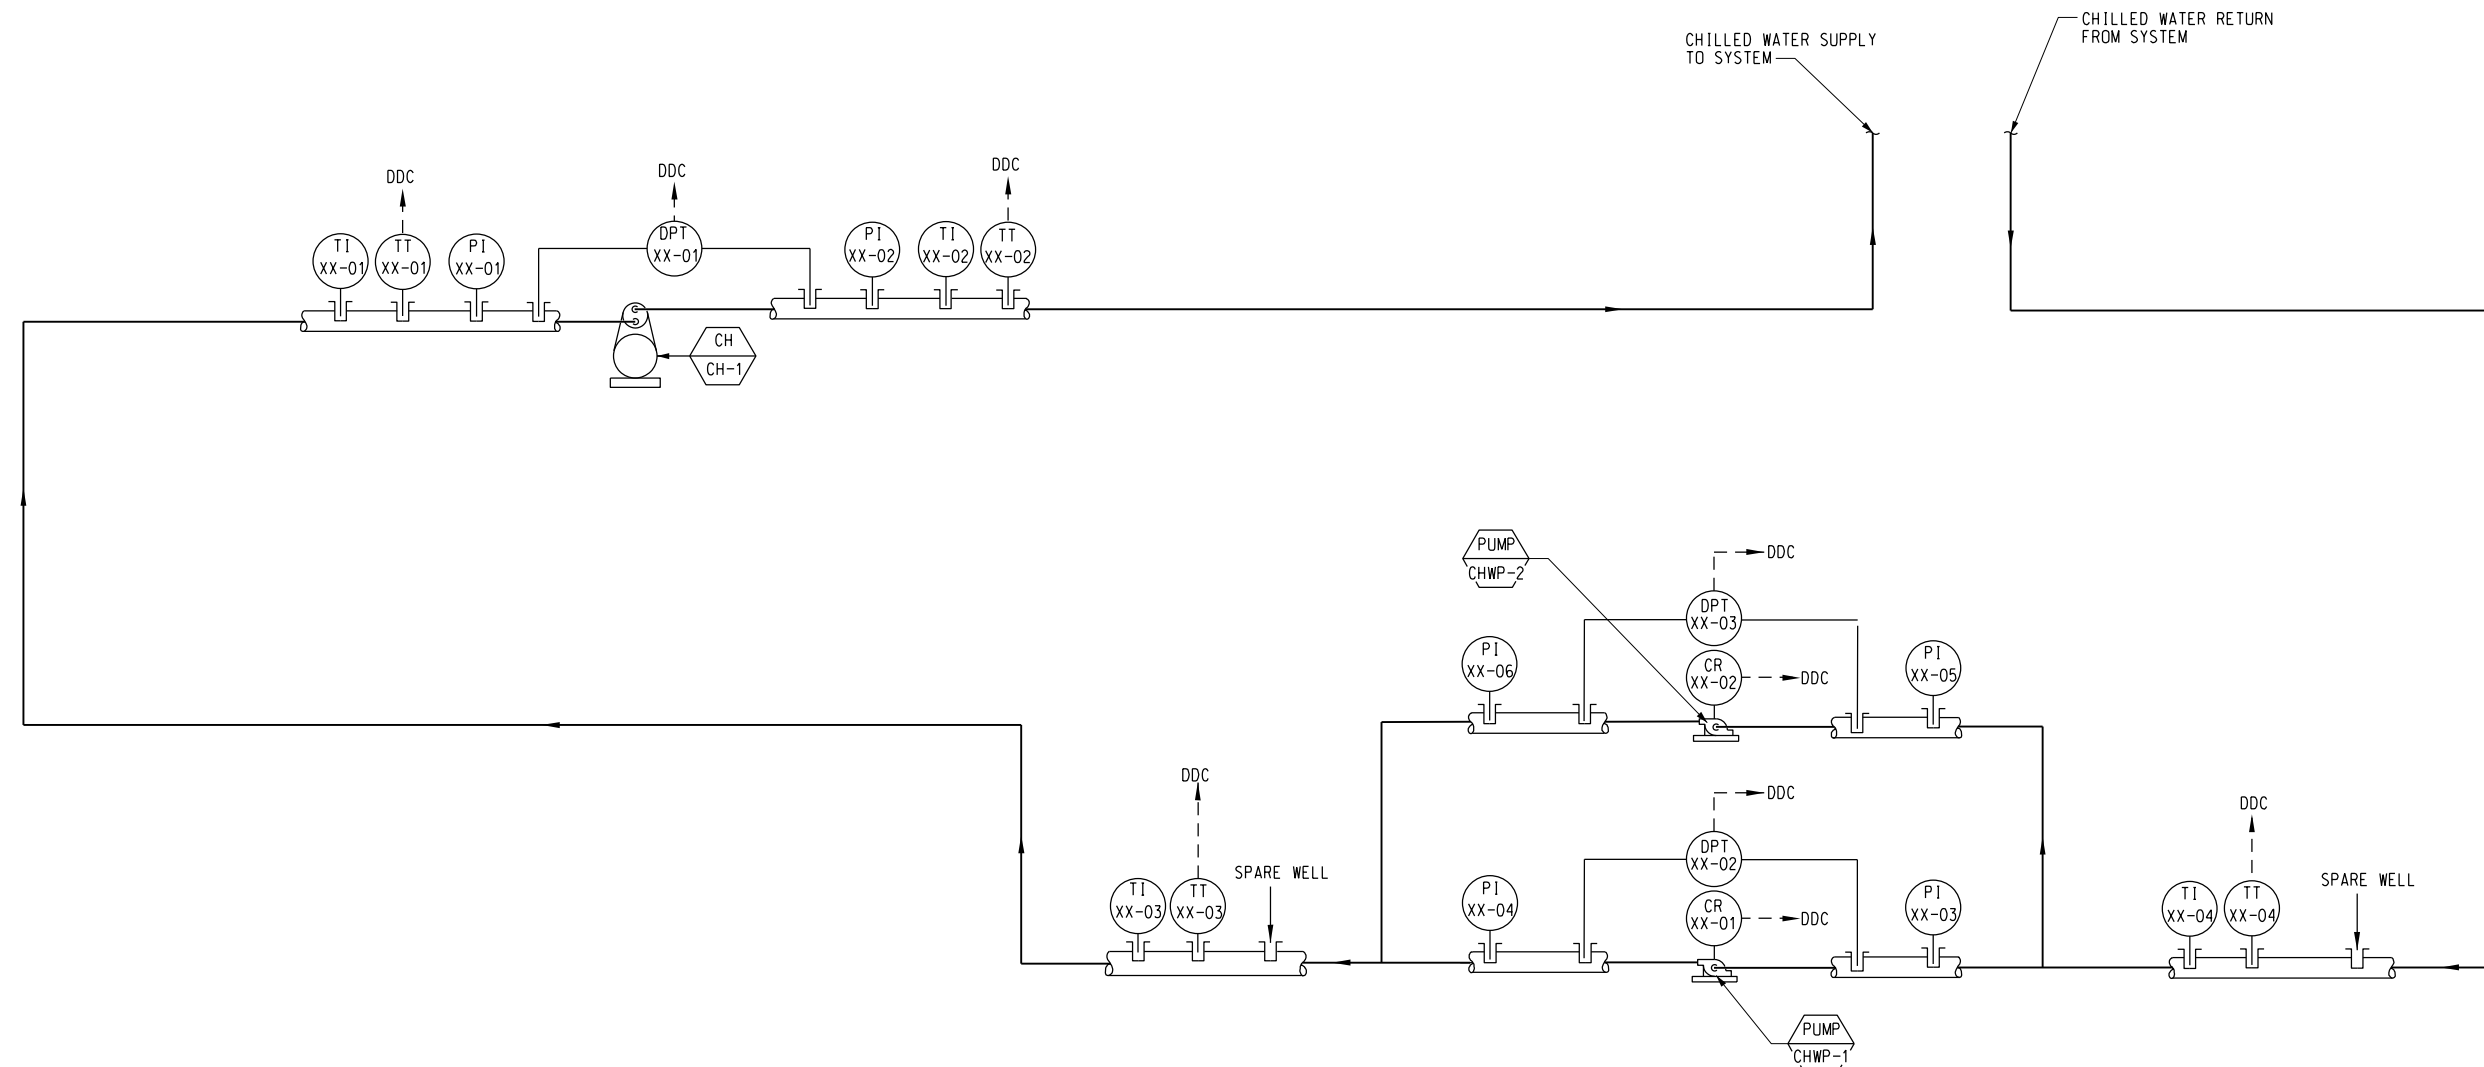 CHILLED WATER RETURN
FROM SYSTEM
CHILLED WATER SUPPLY
TO SYSTEM
DDC
DDC
DDC
TI
XX-01
TT
XX-01
PI
XX-01
DPT
XX-01
PI
XX-02
TI
XX-02
TT
XX-02
CH
CH-1
PUMP
CHWP-2
DDC
DPT
XX-03
PI
XX-06
CR
XX-02
DDC
PI
XX-05
DDC
DDC
DDC
DPT
XX-02
SPARE WELL
SPARE WELL
TI
XX-03
TT
XX-03
PI
XX-04
CR
XX-01
DDC
PI
XX-03
TI
XX-04
TT
XX-04
PUMP
CHWP-1